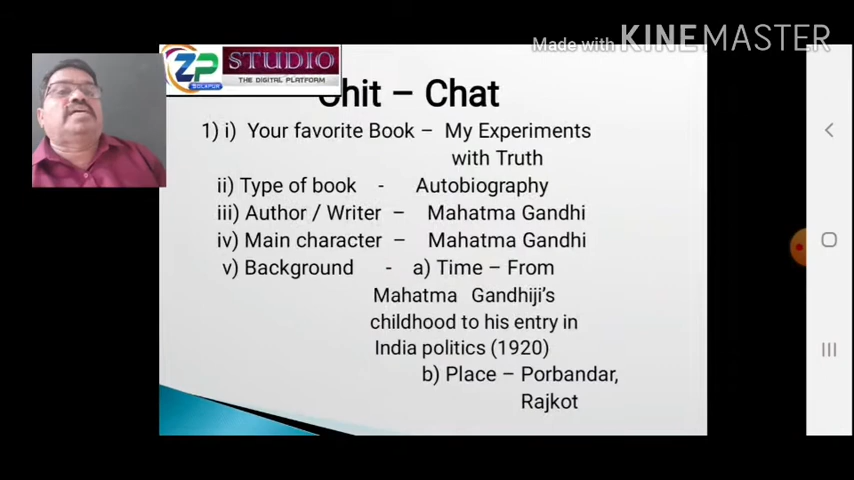 Made with KINEMASTER
ZP STUDIO
SOLAPUR THE DIGITAL PLATFORM
Chit – Chat
1) i) Your favorite Book – My Experiments
with Truth
ii) Type of book - Autobiography
iii) Author / Writer – Mahatma Gandhi
iv) Main character – Mahatma Gandhi
v) Background - a) Time – From
Mahatma Gandhiji's
childhood to his entry in
India politics (1920)
b) Place – Porbandar,
Rajkot